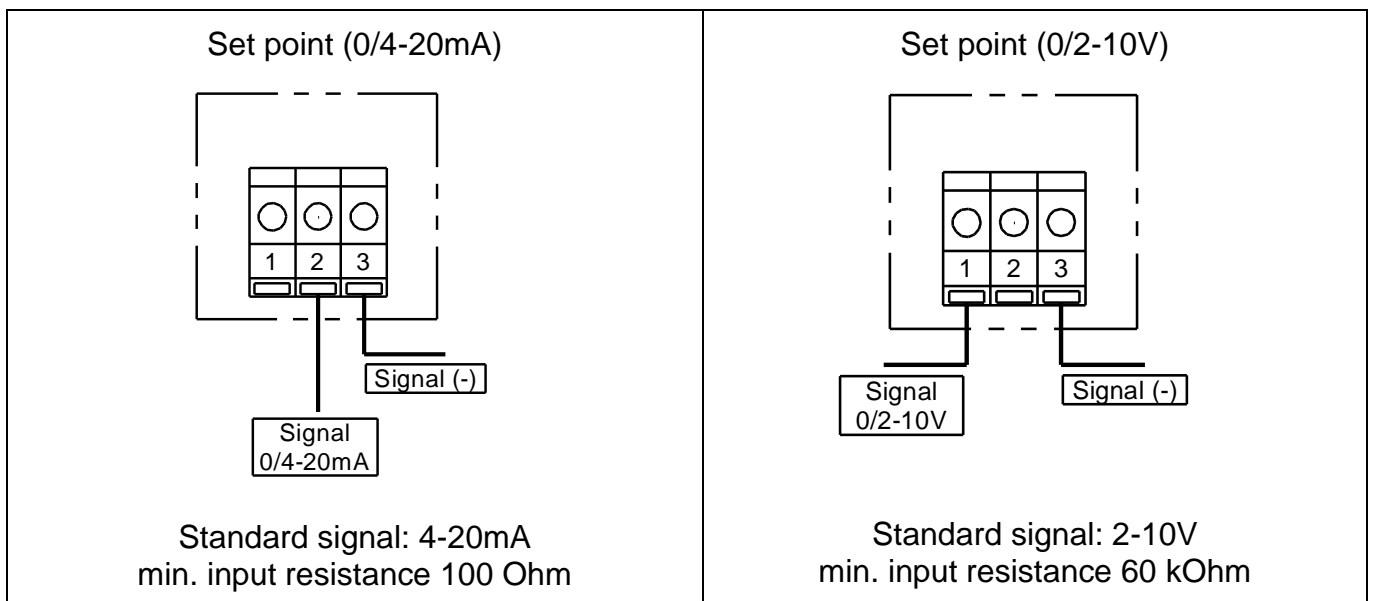 Set point (0/4-20mA)
1 2 3
Signal (-)
Signal
0/4-20mA
Standard signal: 4-20mA
min. input resistance 100 Ohm
Set point (0/2-10V)
1 2 3
Signal
0/2-10V
Signal (-)
Standard signal: 2-10V
min. input resistance 60 kOhm